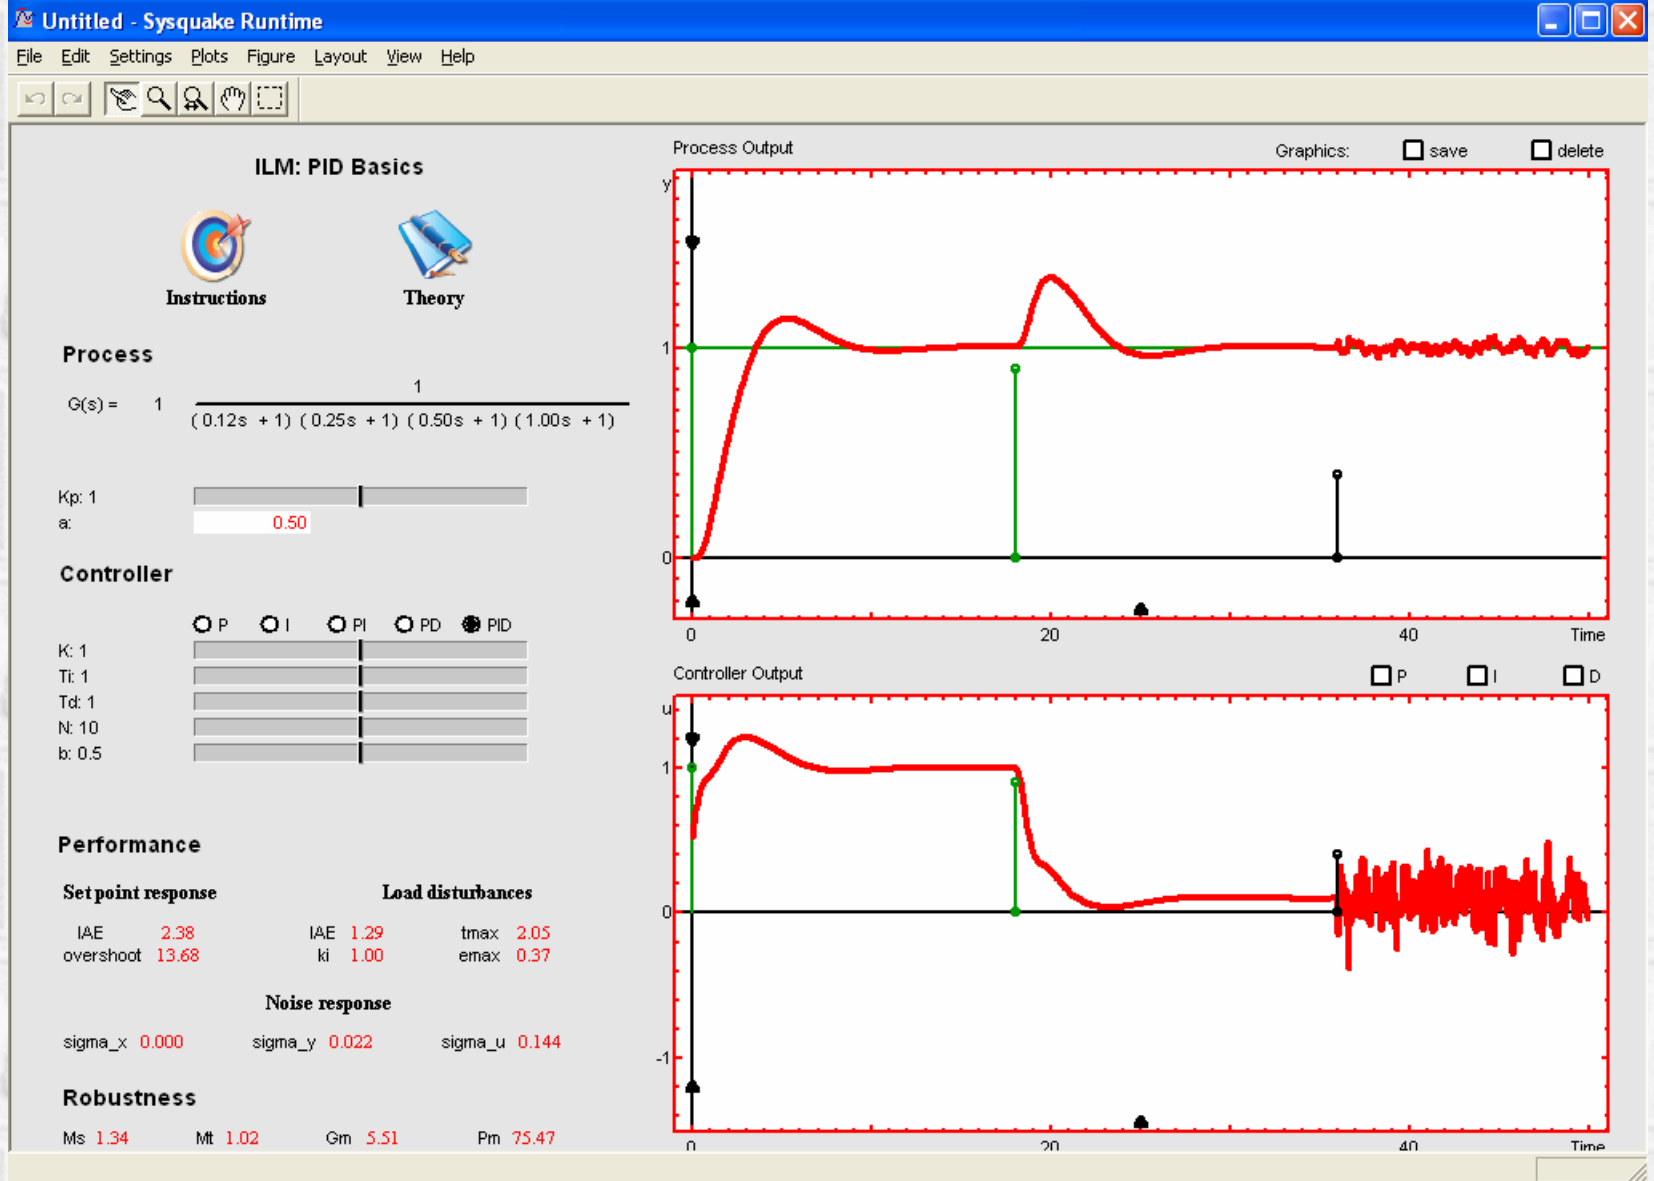 Untitled - Sysquake Runtime
File Edit Settings Plots Figure Layout View Help
ILM: PID Basics
Instructions Theory
Process
G(s) = 1
1
(0.12s + 1) (0.25s + 1) (0.50s + 1) (1.00s + 1)
Kp: 1
a: 0.50
Controller
P I PI PD PID
K: 1
Ti: 1
Td: 1
N: 10
b: 0.5
Performance
Set point response Load disturbances
IAE 2.38 IAE 1.29 tmax 2.05
overshoot 13.68 ki 1.00 emax 0.37
Noise response
sigma_x 0.000 sigma_y 0.022 sigma_u 0.144
Robustness
Ms 1.34 Mt 1.02 Gm 5.51 Pm 75.47
Process Output Graphics: save delete
y
1
0
0 20 40 Time
Controller Output P I D
u
1
0
-1
0 20 40 Time